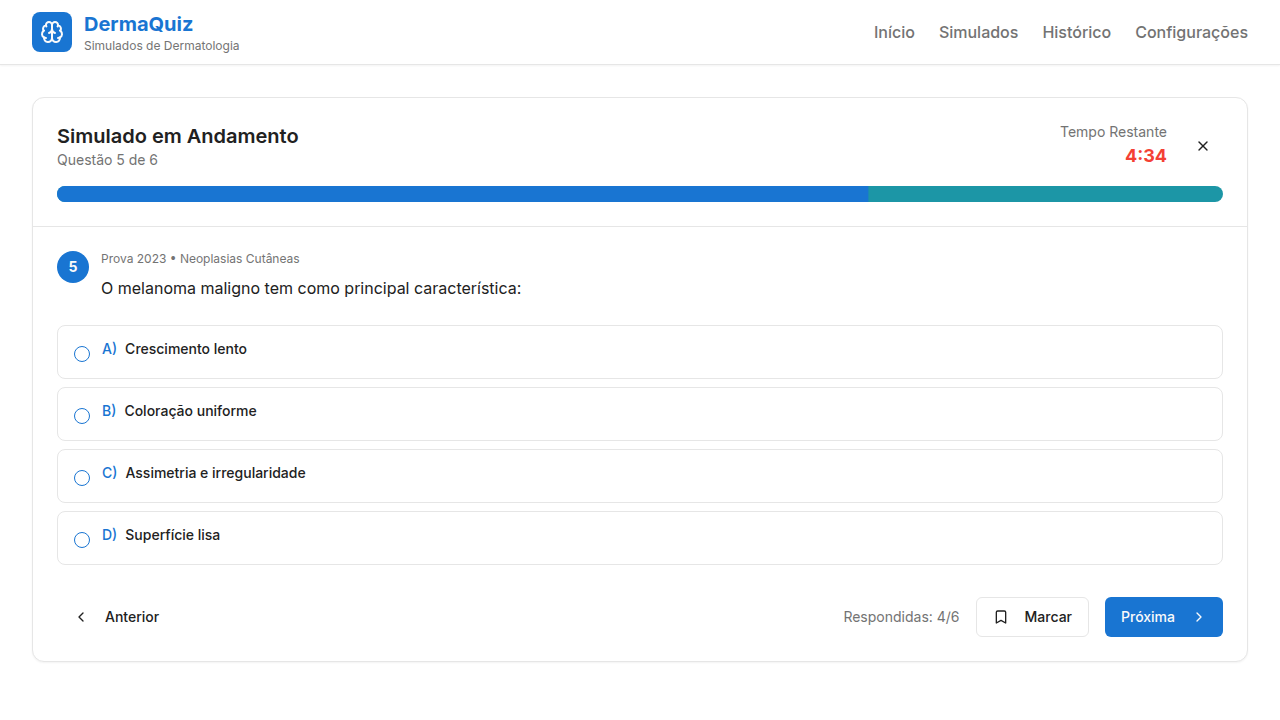 DermaQuiz
Simulados de Dermatologia
Início
Simulados
Histórico
Configurações
Simulado em Andamento
Questão 5 de 6
Tempo Restante
4:34
5
Prova 2023 • Neoplasias Cutâneas
O melanoma maligno tem como principal característica:
A) Crescimento lento
B) Coloração uniforme
C) Assimetria e irregularidade
D) Superfície lisa
Anterior
Respondidas: 4/6
Marcar
Próxima